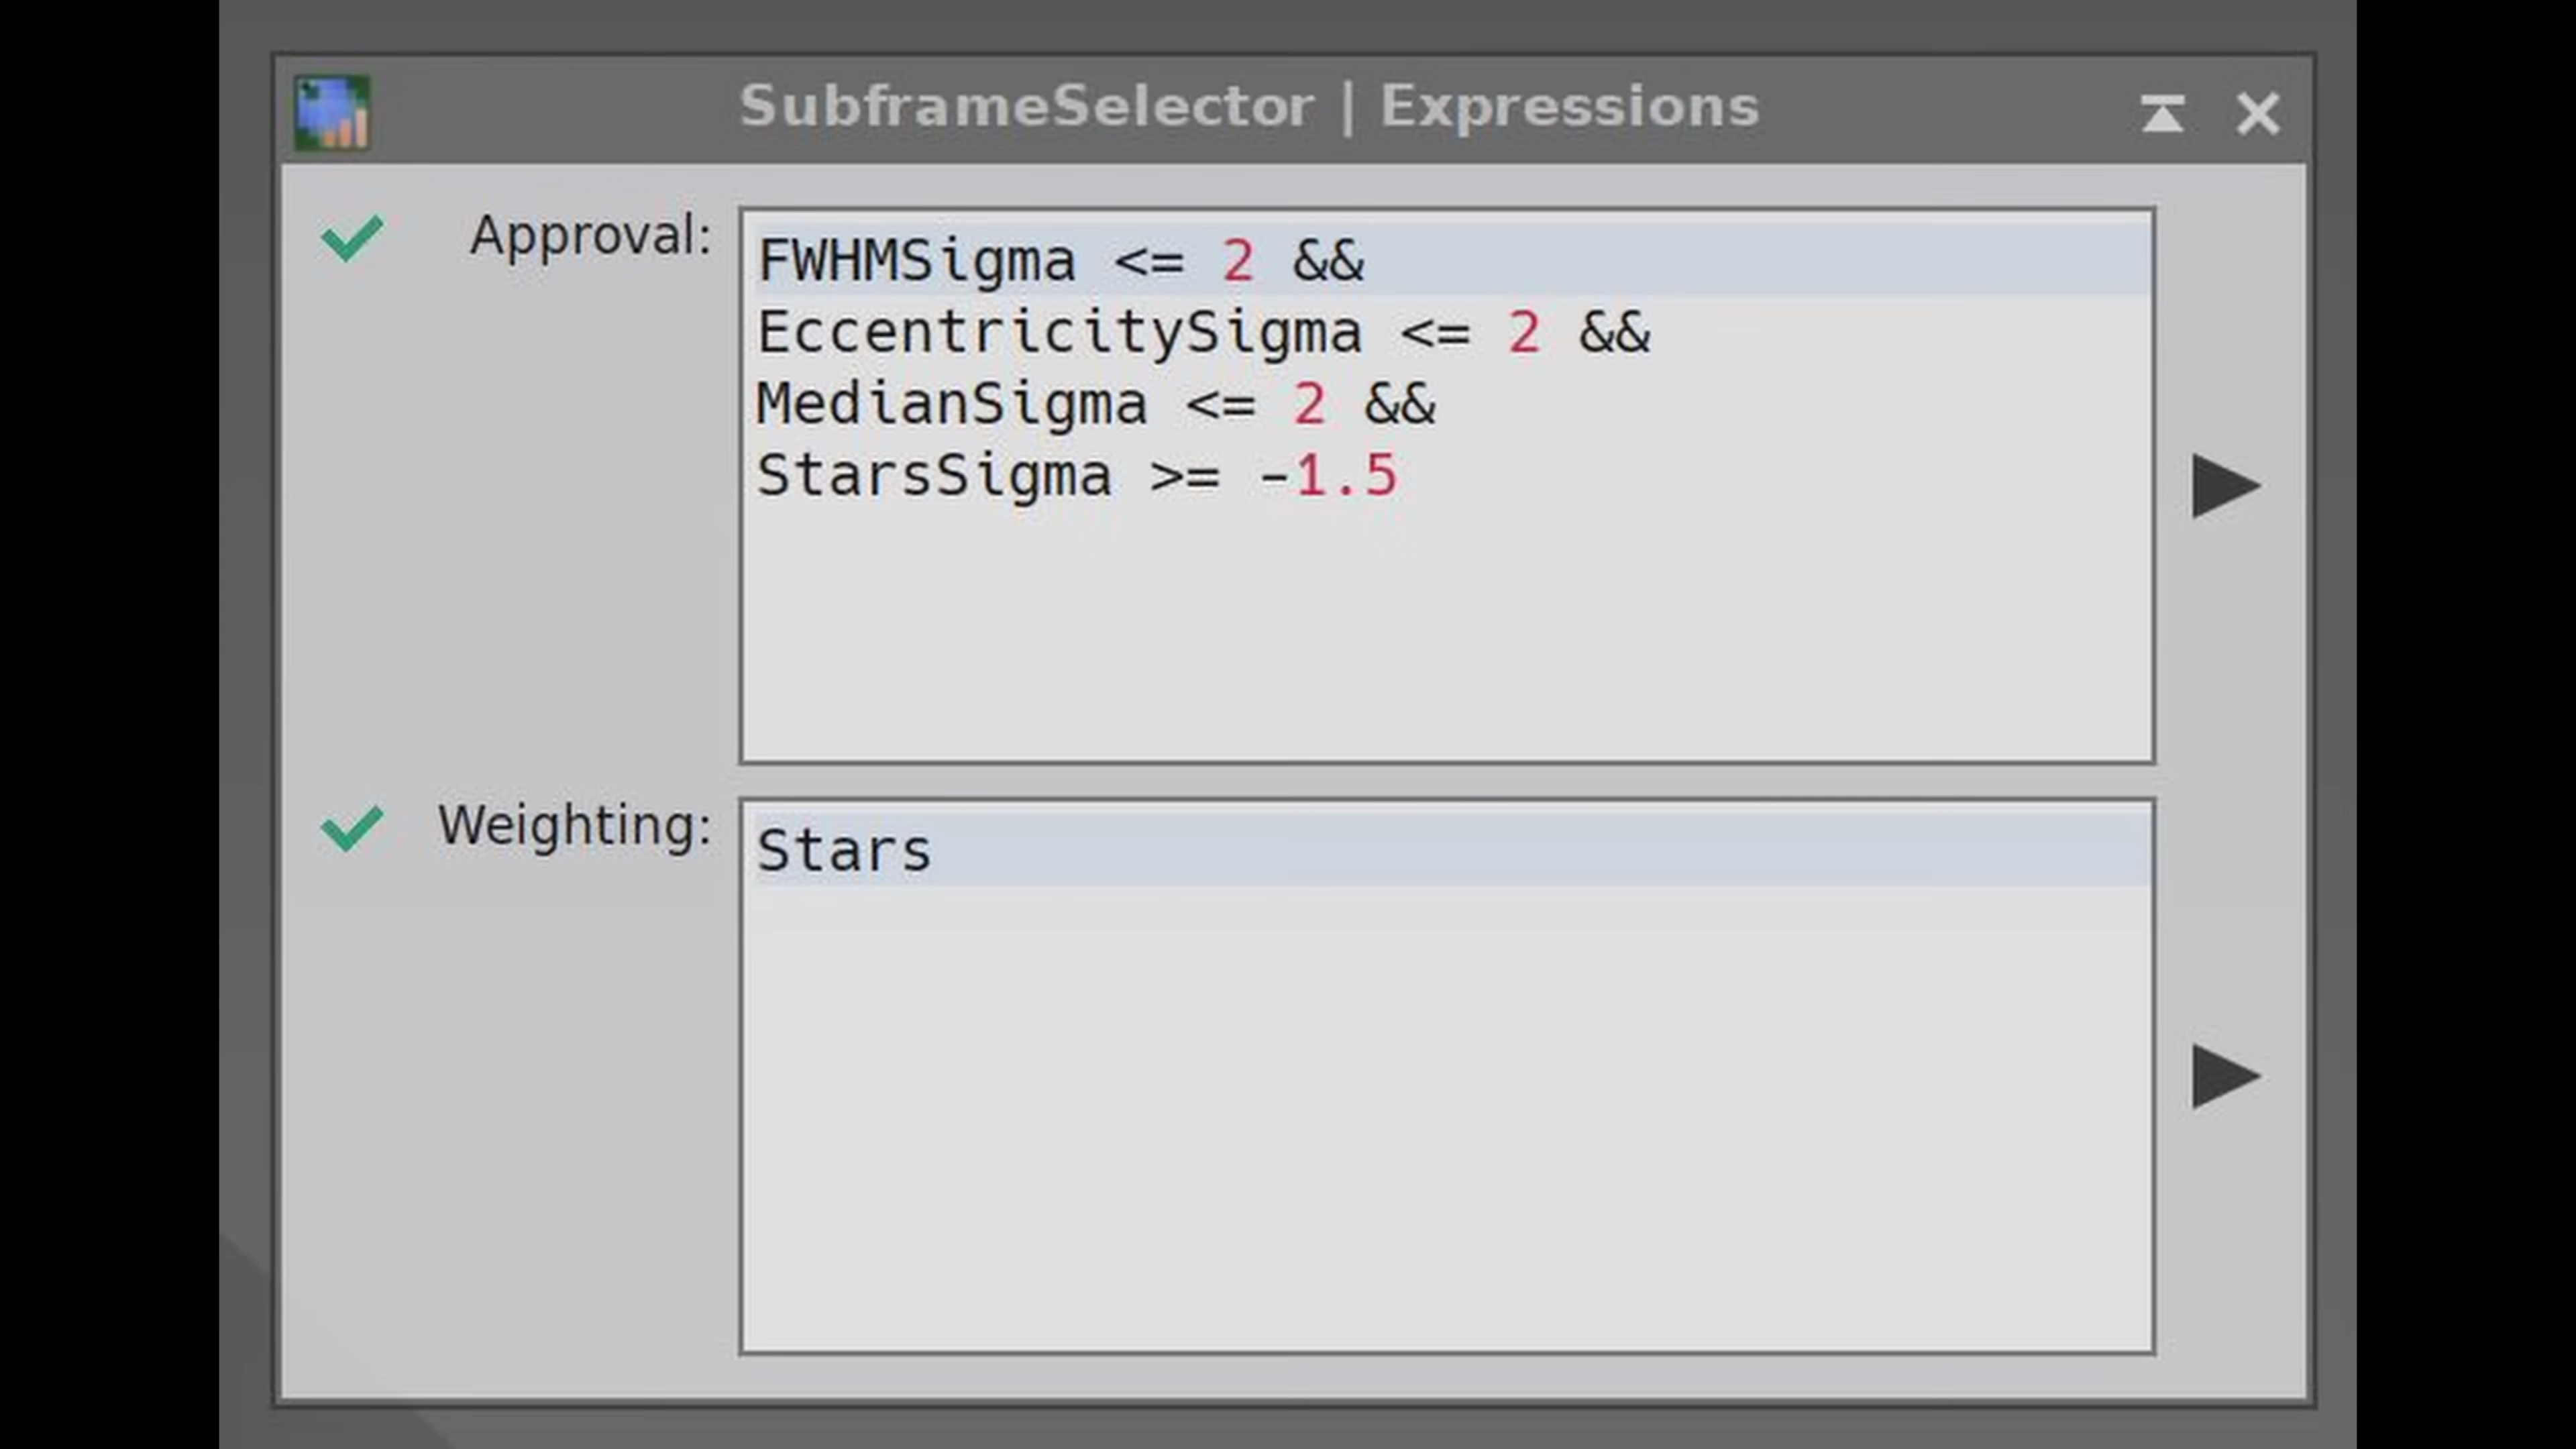 SubframeSelector | Expressions
Approval:
FWHMSigma <= 2 &&
EccentricitySigma <= 2 &&
MedianSigma <= 2 &&
StarsSigma >= -1.5
Weighting:
Stars